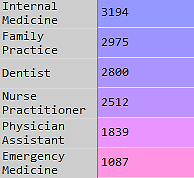 Internal
Medicine 3194
Family
Practice 2975
Dentist 2800
Nurse
Practitioner 2512
Physician
Assistant 1839
Emergency
Medicine 1087